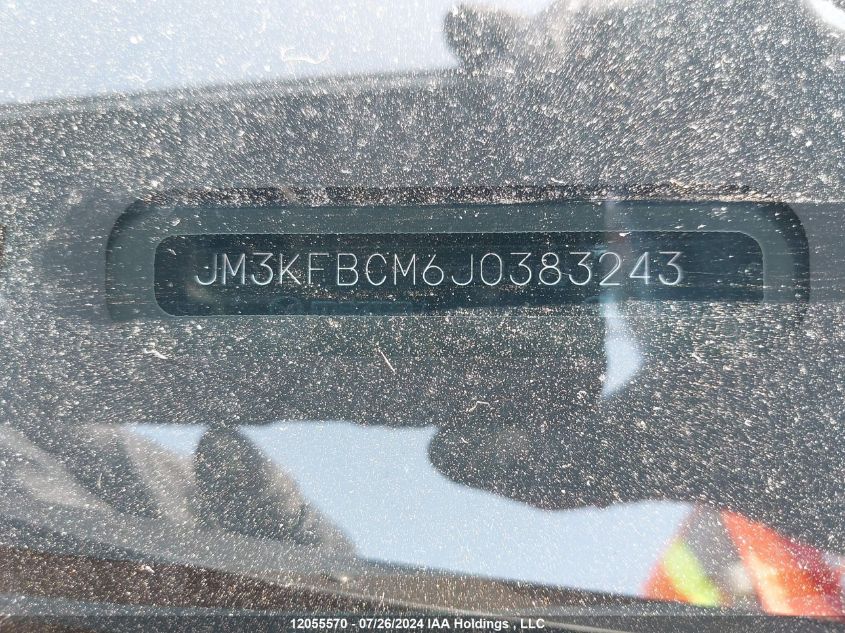 JM3KFBCM6J0383243
12055570 - 07/26/2024 IAA Holdings , LLC